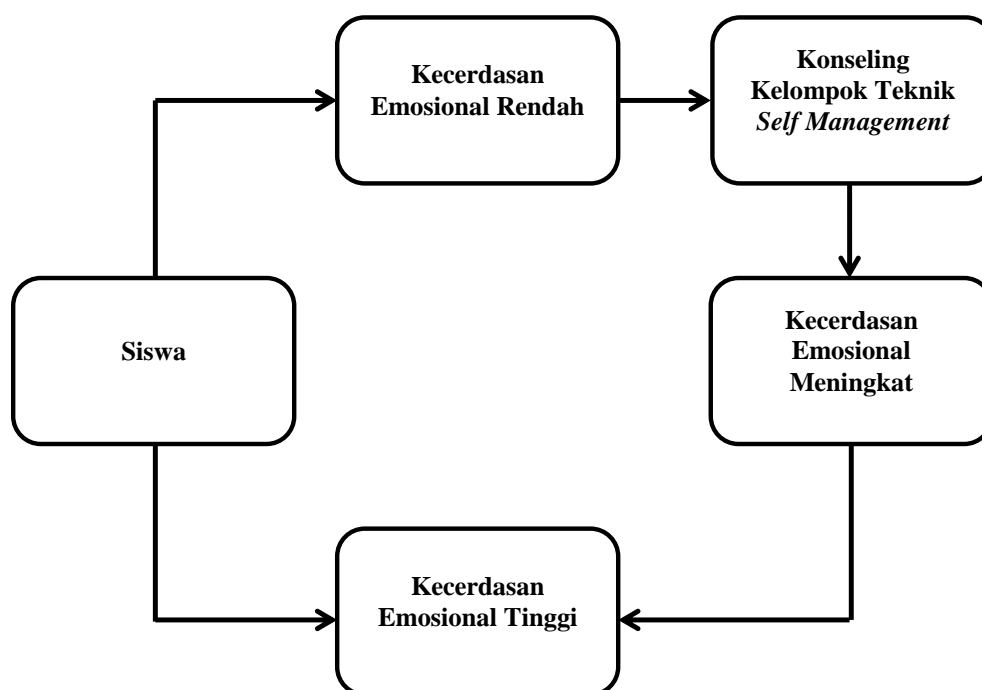 Kecerdasan
Emosional Rendah
Konseling
Kelompok Teknik
Self Management
Siswa
Kecerdasan
Emosional
Meningkat
Kecerdasan
Emosional Tinggi